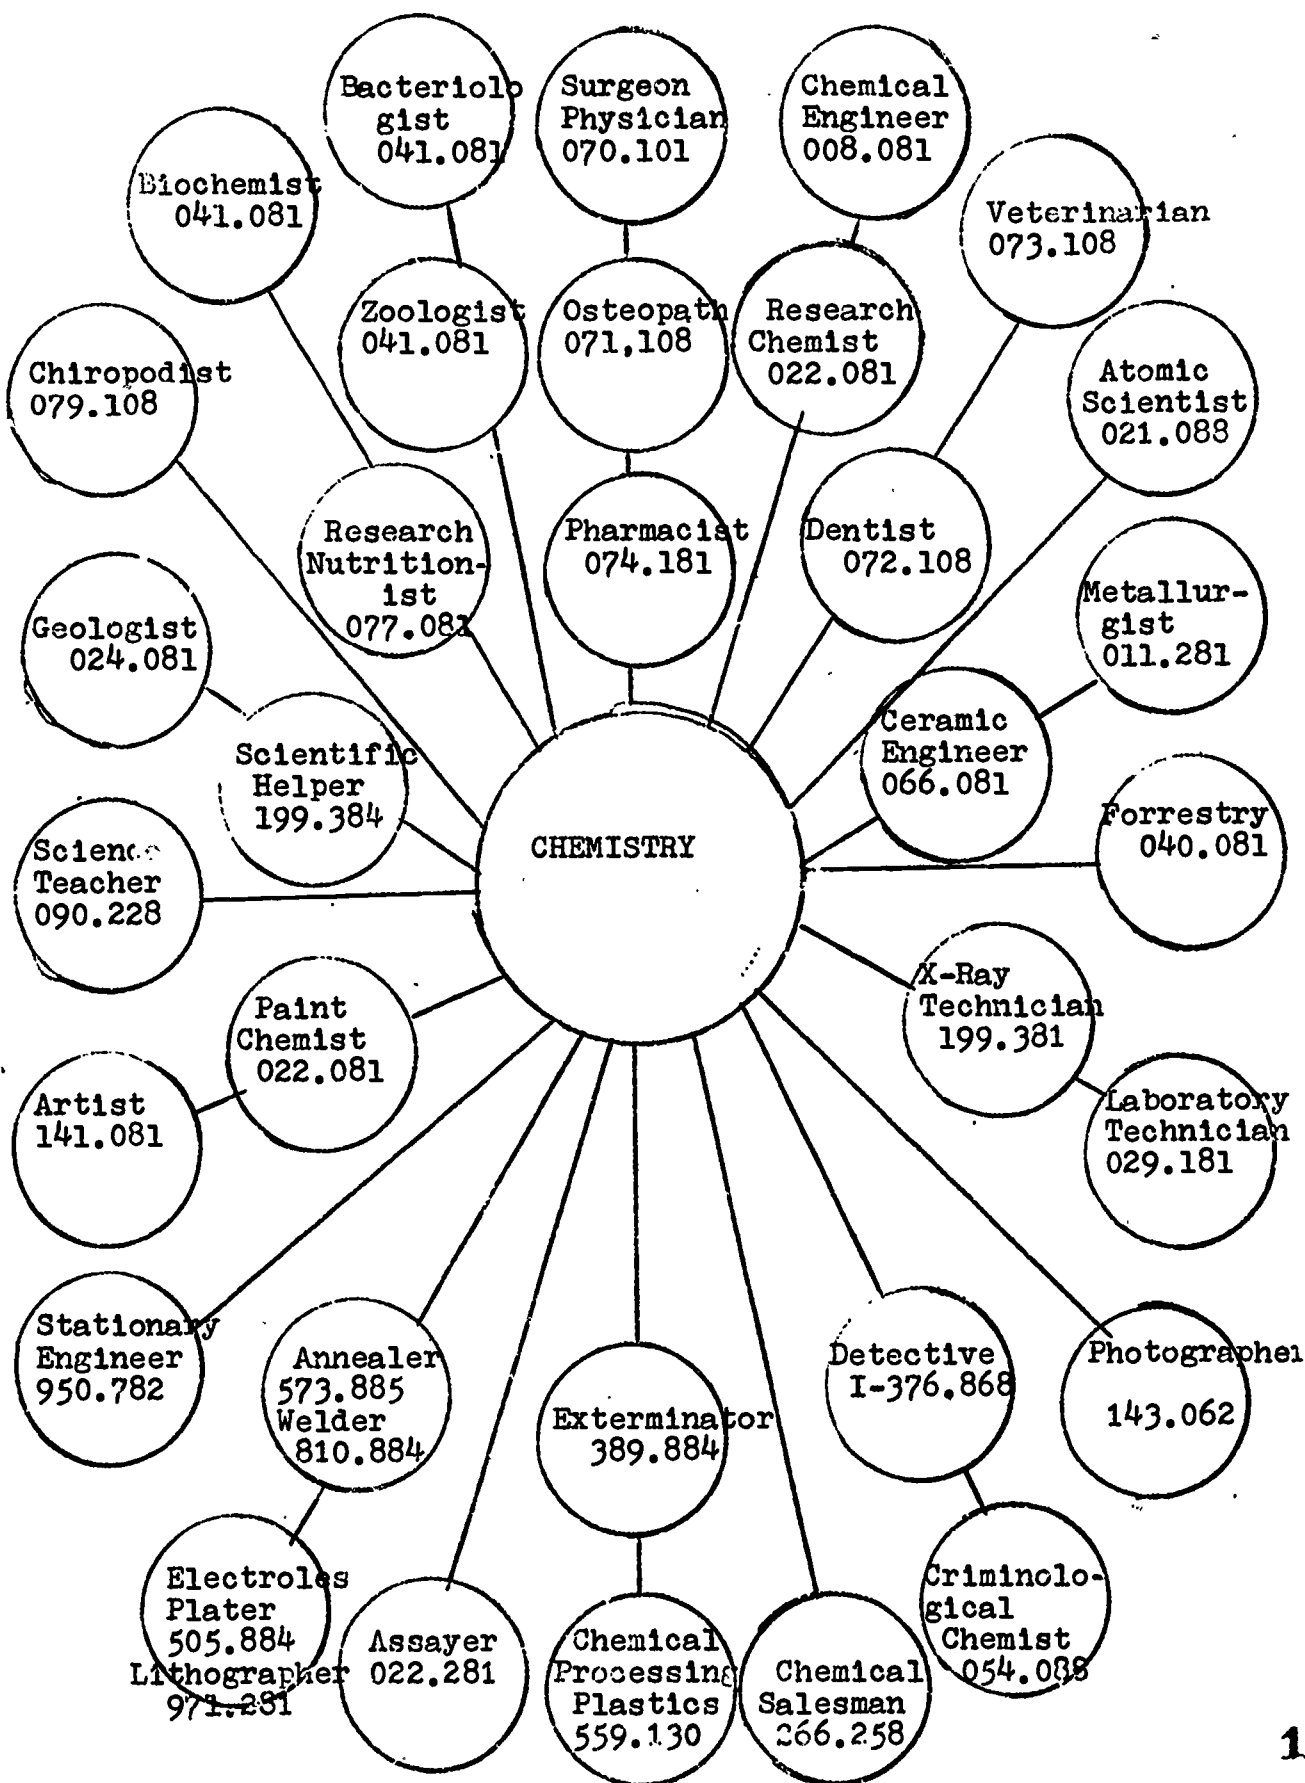 Bacteriolo
gist
041.081
Surgeon
Physician
070.101
Chemical
Engineer
008.081
Biochemist
041.081
Veterinarian
073.108
Zoologist
041.081
Osteopath
071,108
Research
Chemist
022.081
Chiropodist
079.108
Atomic
Scientist
021.088
Research
Nutrition-
ist
077.081
Pharmacist
074.181
Dentist
072.108
Metallur-
gist
011.281
Geologist
024.081
Scientific
Helper
199.384
Ceramic
Engineer
066.081
Forrestry
040.081
CHEMISTRY
Science
Teacher
090.228
X-Ray
Technician
199.381
Paint
Chemist
022.081
Artist
141.081
Laboratory
Technician
029.181
Stationary
Engineer
950.782
Annealer
573.885
Welder
810.884
Exterminator
389.884
Detective
I-376.868
Photographer
143.062
Electroles
Plater
505.884
Lithographer
971.281
Assayer
022.281
Chemical
Processing
Plastics
559.130
Chemical
Salesman
266.258
Criminolo-
gical
Chemist
054.088
1